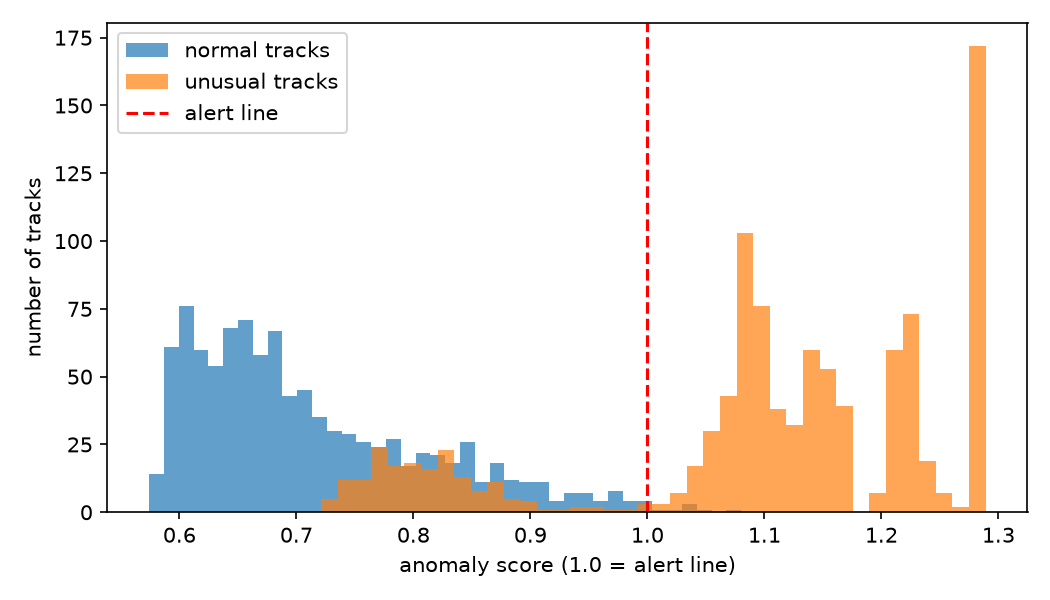 normal tracks
unusual tracks
alert line
number of tracks
175
150
125
100
75
50
25
0
0.6 0.7 0.8 0.9 1.0 1.1 1.2 1.3
anomaly score (1.0 = alert line)